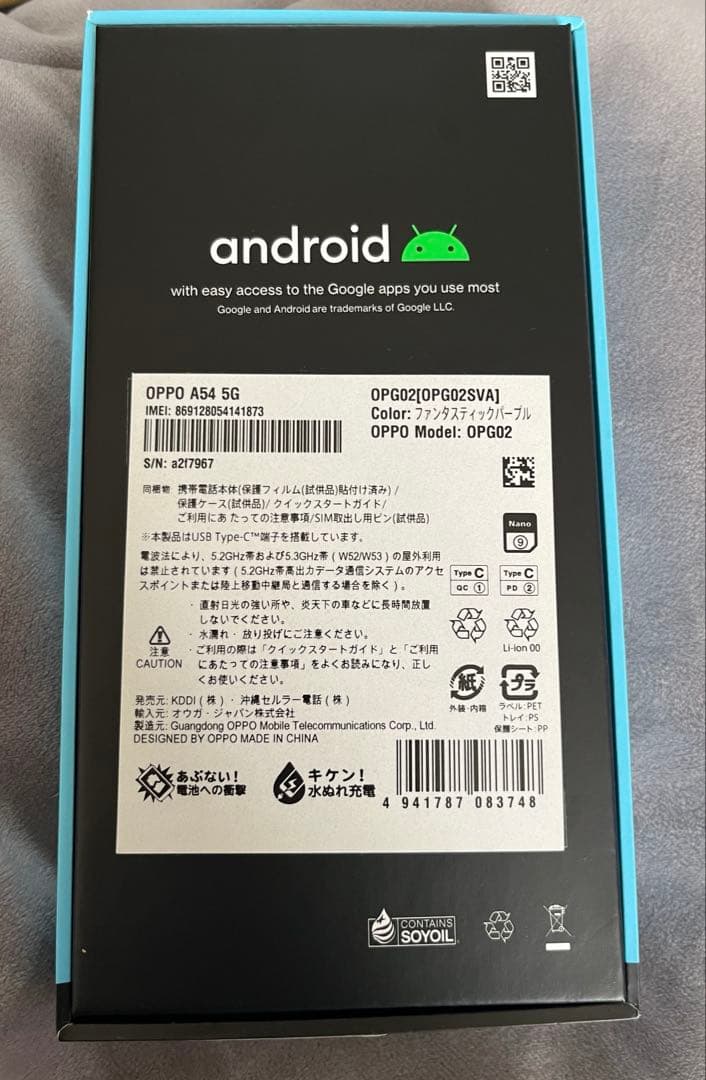 android
with easy access to the Google apps you use most
Google and Android are trademarks of Google LLC.
OPPO A54 5G
IMEI: 869128054141873
S/N: a2f7967
OPG02[OPG02SVA]
Color: ファンタスティックパープル
OPPO Model: OPG02
同梱物 携帯電話本体(保護フィルム(試供品)貼付け済み) /
保護ケース(試供品)/ クイックスタートガイド/
ご利用にあたっての注意事項/SIM取出し用ピン(試供品)
※本製品はUSB Type-C™端子を搭載しています。
電波法により、5.2GHz帯および5.3GHz帯（W52/W53）の屋外利用
は禁止されています（5.2GHz帯高出力データ通信システムのアクセ
スポイントまたは陸上移動中継局と通信する場合を除く）。
Nano
9
Type C
QC 1
Type C
PD 2
Li-ion 00
注意
CAUTION
・直射日光の強い所や、炎天下の車などに長時間放置
しないでください。
・水濡れ・放り投げにご注意ください。
・ご利用の際は「クイックスタートガイド」と「ご利用
にあたっての注意事項」をよくお読みになり、正し
くお使いください。
紙
外装・内箱
プラ
ラベル:PET
トレイ:PS
保護シート:PP
発売元: KDDI（株）・沖縄セルラー電話（株）
輸入元: オウガ・ジャパン株式会社
製造元: Guangdong OPPO Mobile Telecommunications Corp., Ltd.
DESIGNED BY OPPO MADE IN CHINA
あぶない！
電池への衝撃
キケン！
水ぬれ充電
4 941787 083748
CONTAINS
SOYOIL